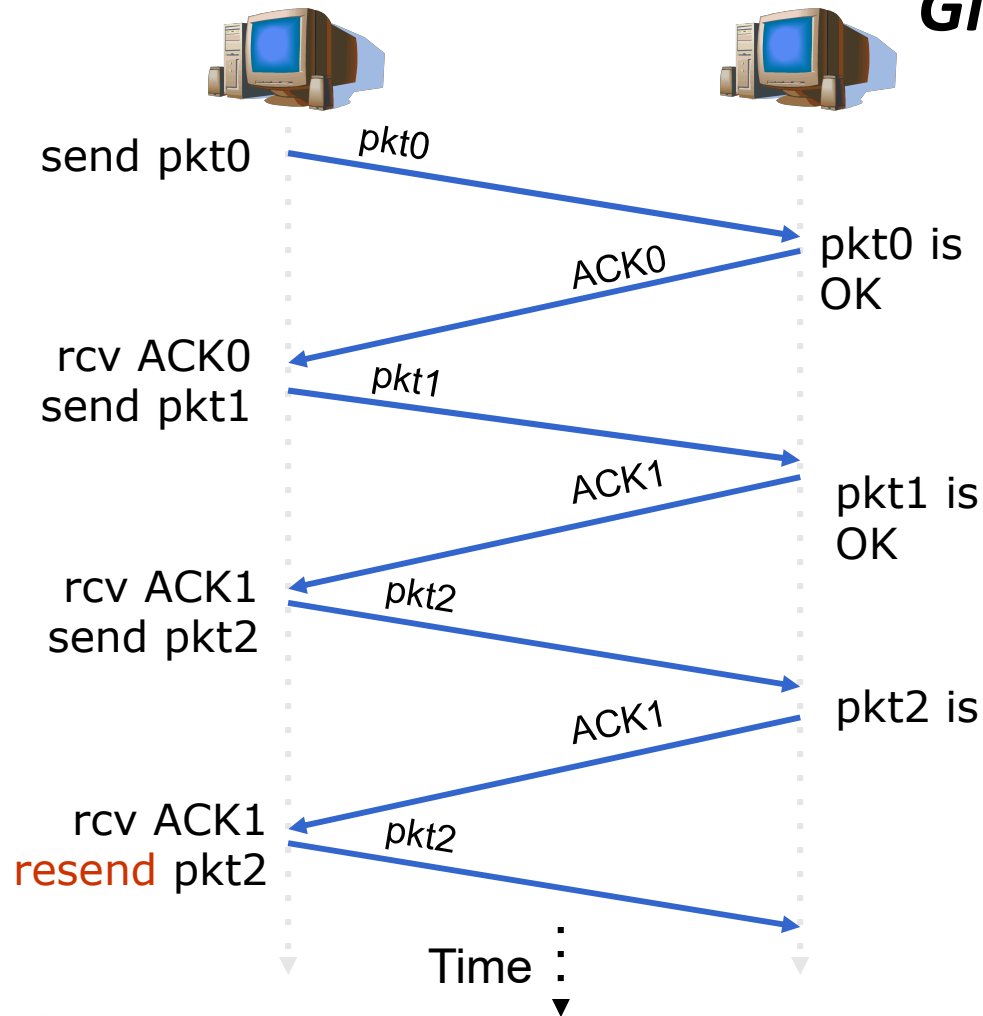 send pkt0
pkt0
pkt0 is
OK
ACK0
rcv ACK0
send pkt1
pkt1
ACK1
pkt1 is
OK
rcv ACK1
send pkt2
pkt2
pkt2 is
ACK1
rcv ACK1
resend pkt2
pkt2
Time